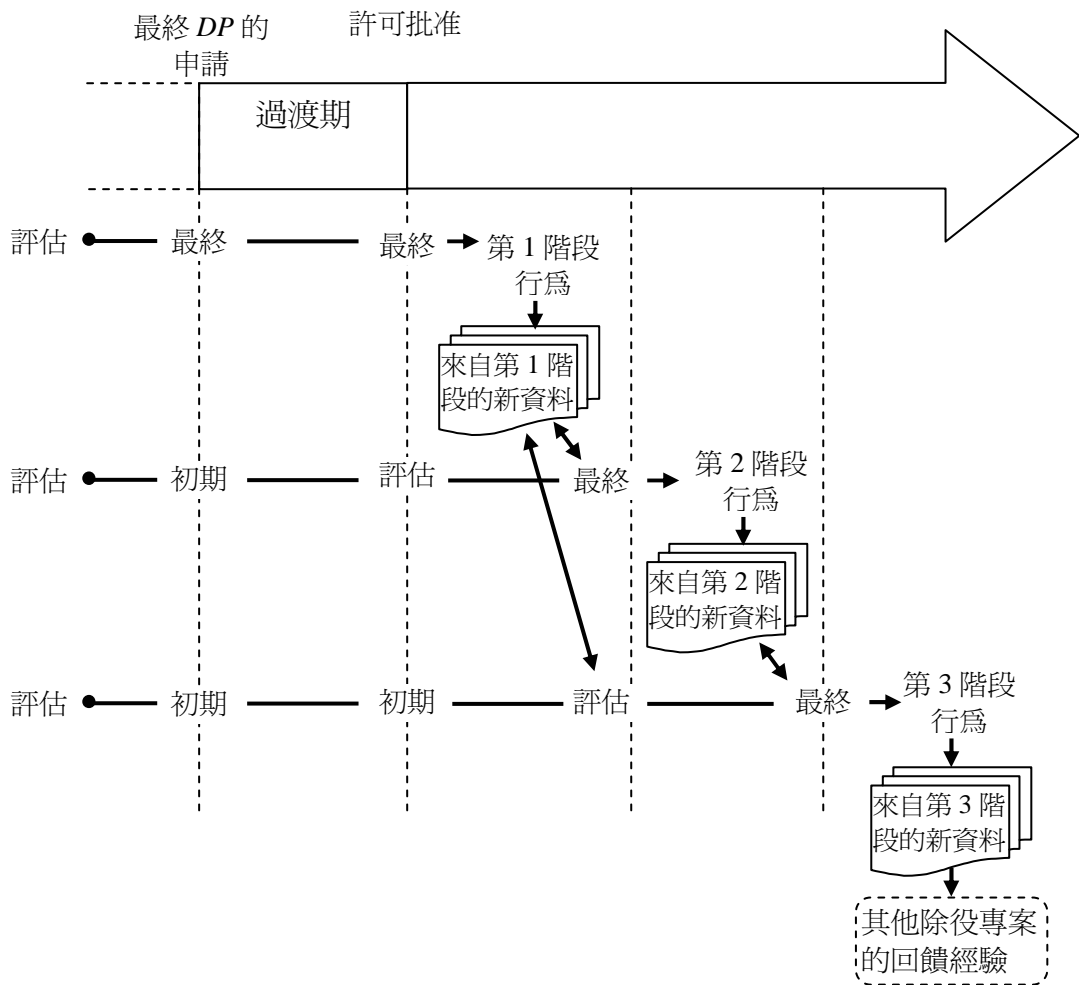 最終 DP 的
申請
許可批准
過渡期
評估
最終
最終
第 1 階段
行爲
來自第 1 階
段的新資料
評估
初期
評估
最終
第 2 階段
行爲
來自第 2 階
段的新資料
評估
初期
初期
評估
最終
第 3 階段
行爲
來自第 3 階
段的新資料
其他除役專案
的回饋經驗